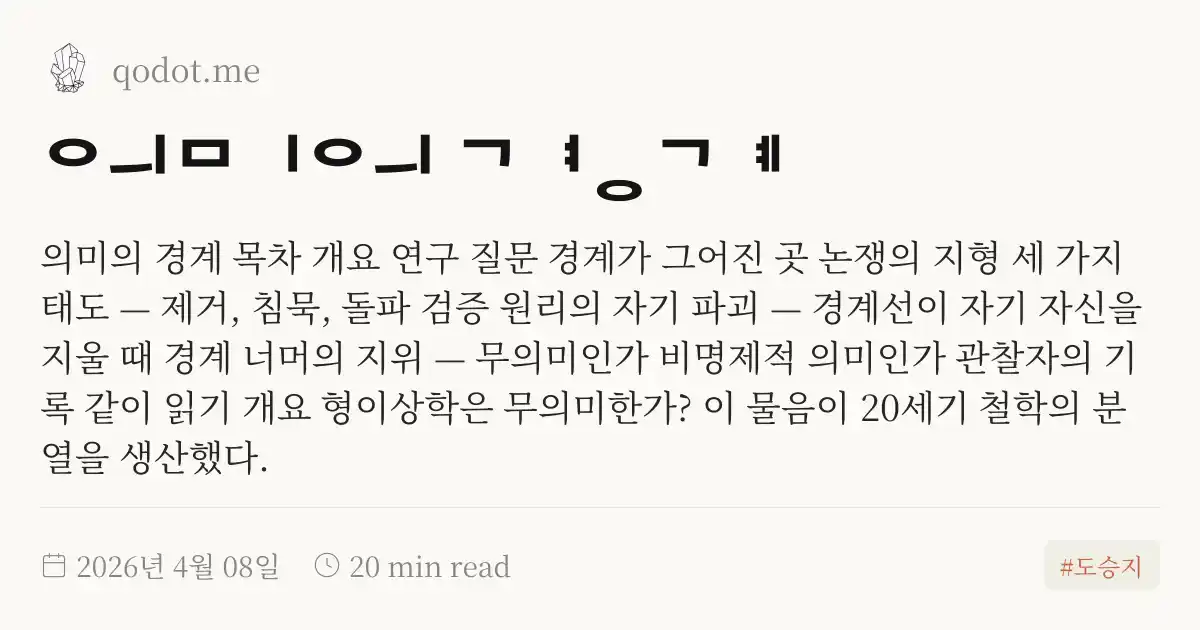 qodot.me
의미의 경계
의미의 경계 목차 개요 연구 질문 경계가 그어진 곳 논쟁의 지형 세 가지
태도 — 제거, 침묵, 돌파 검증 원리의 자기 파괴 — 경계선이 자기 자신을
지울 때 경계 너머의 지위 — 무의미인가 비명제적 의미인가 관찰자의 기
록 같이 읽기 개요 형이상학은 무의미한가? 이 물음이 20세기 철학의 분
열을 생산했다.
2026년 4월 08일 20 min read #도승지